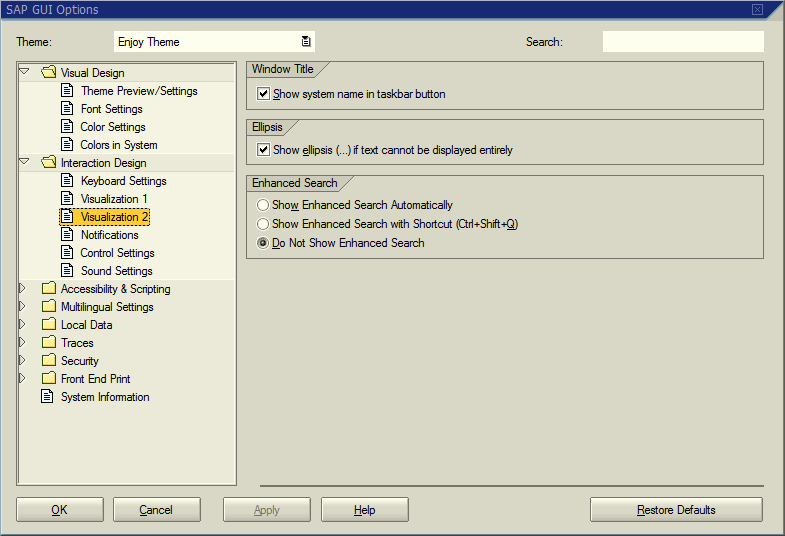 SAP GUI Options
Theme: Enjoy Theme Search:
Visual Design
Theme Preview/Settings
Font Settings
Color Settings
Colors in System
Interaction Design
Keyboard Settings
Visualization 1
Visualization 2
Notifications
Control Settings
Sound Settings
Accessibility & Scripting
Multilingual Settings
Local Data
Traces
Security
Front End Print
System Information
Window Title
Show system name in taskbar button
Ellipsis
Show ellipsis (...) if text cannot be displayed entirely
Enhanced Search
Show Enhanced Search Automatically
Show Enhanced Search with Shortcut (Ctrl+Shift+Q)
Do Not Show Enhanced Search
OK Cancel Apply Help Restore Defaults